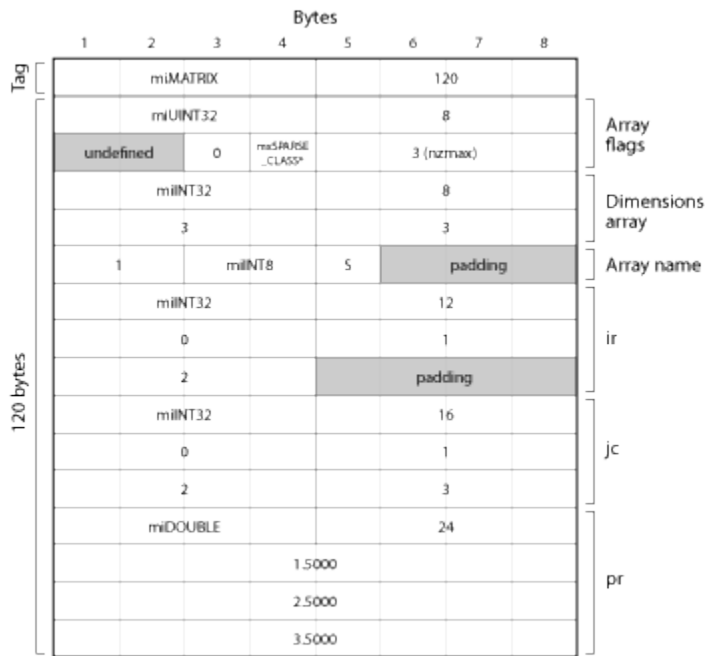 Bytes
1 2 3 4 5 6 7 8
Tag
miMATRIX 120
miUINT32 8
Array flags
undefined 0 mxSPARSE _CLASS* 3 (nzmax)
miINT32 8
Dimensions array
3 3
1 miINT8 S padding Array name
miINT32 12
0 1 ir
2 padding
120 bytes
miINT32 16
0 1 jc
2 3
miDOUBLE 24
1.5000
pr
2.5000
3.5000